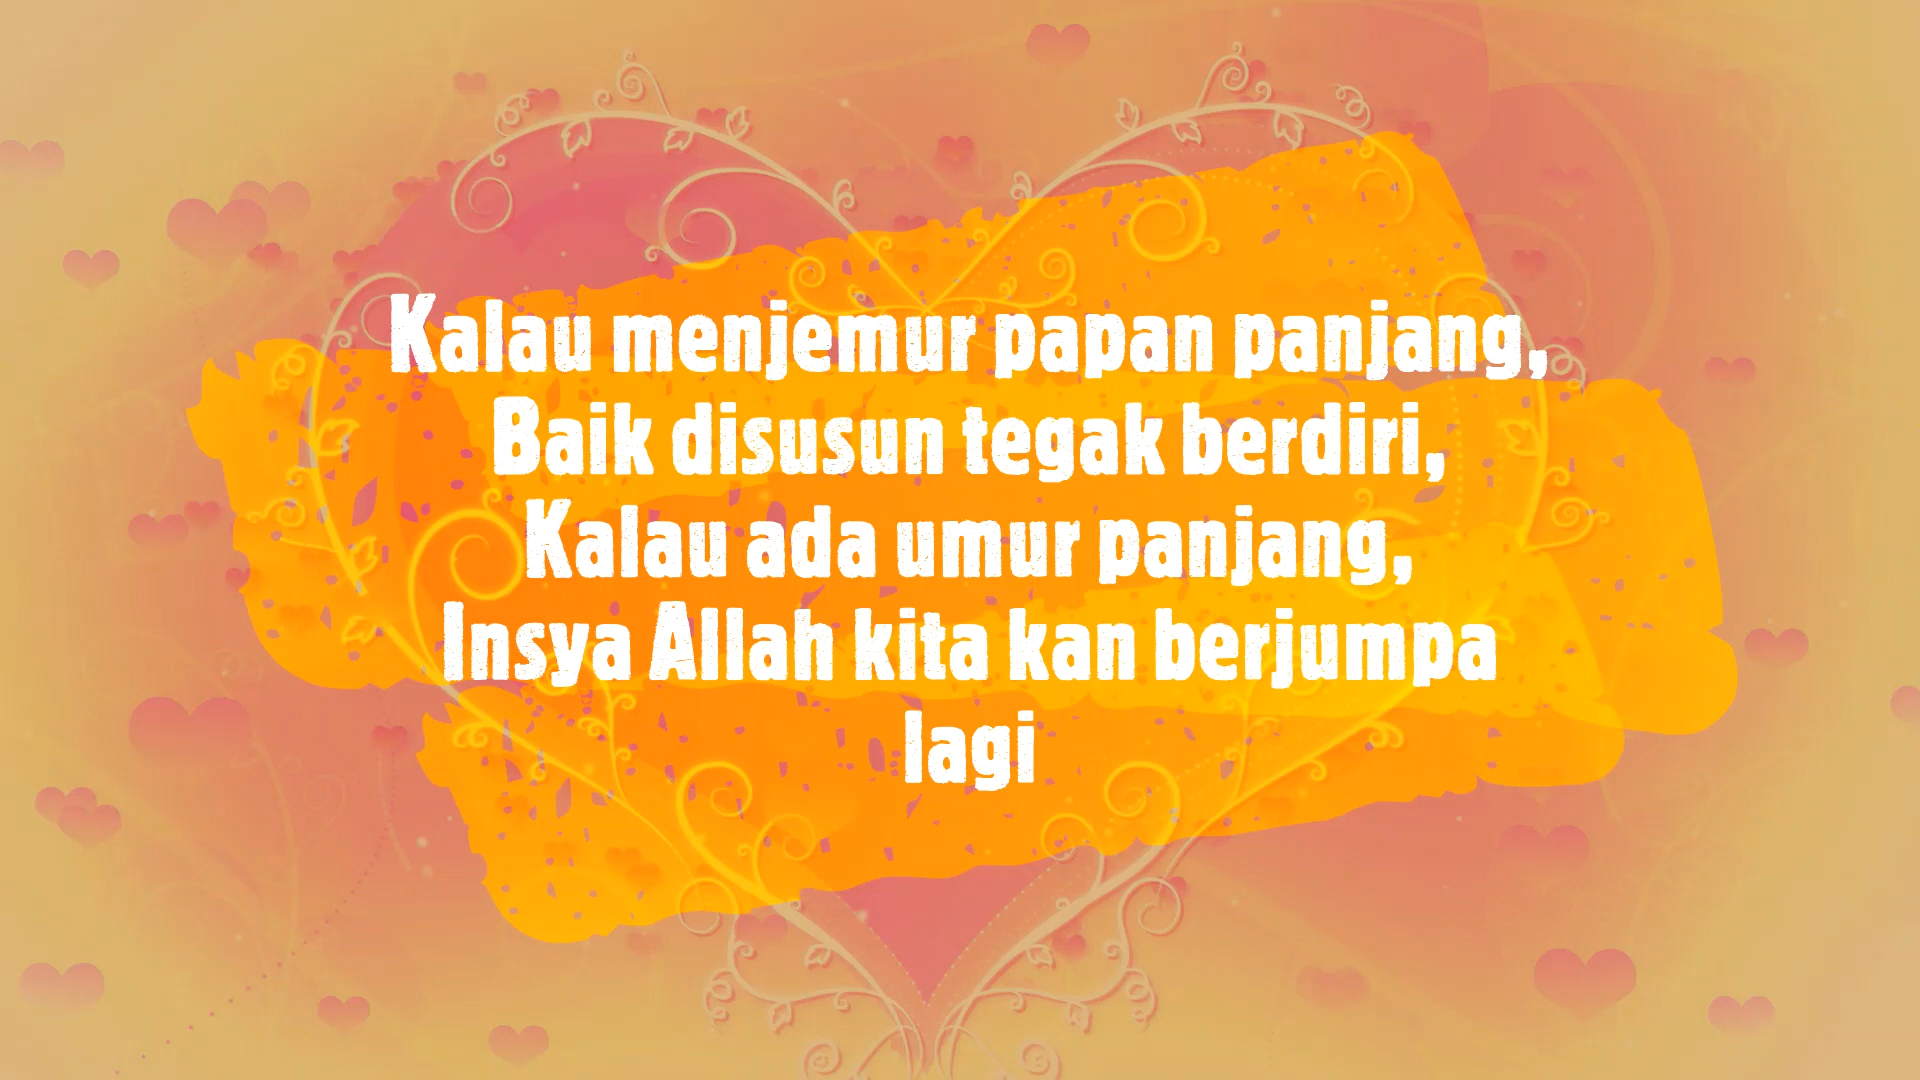 Kalau menjemur papan panjang,
Baik disusun tegak berdiri,
Kalau ada umur panjang,
Insya Allah kita kan berjumpa
lagi